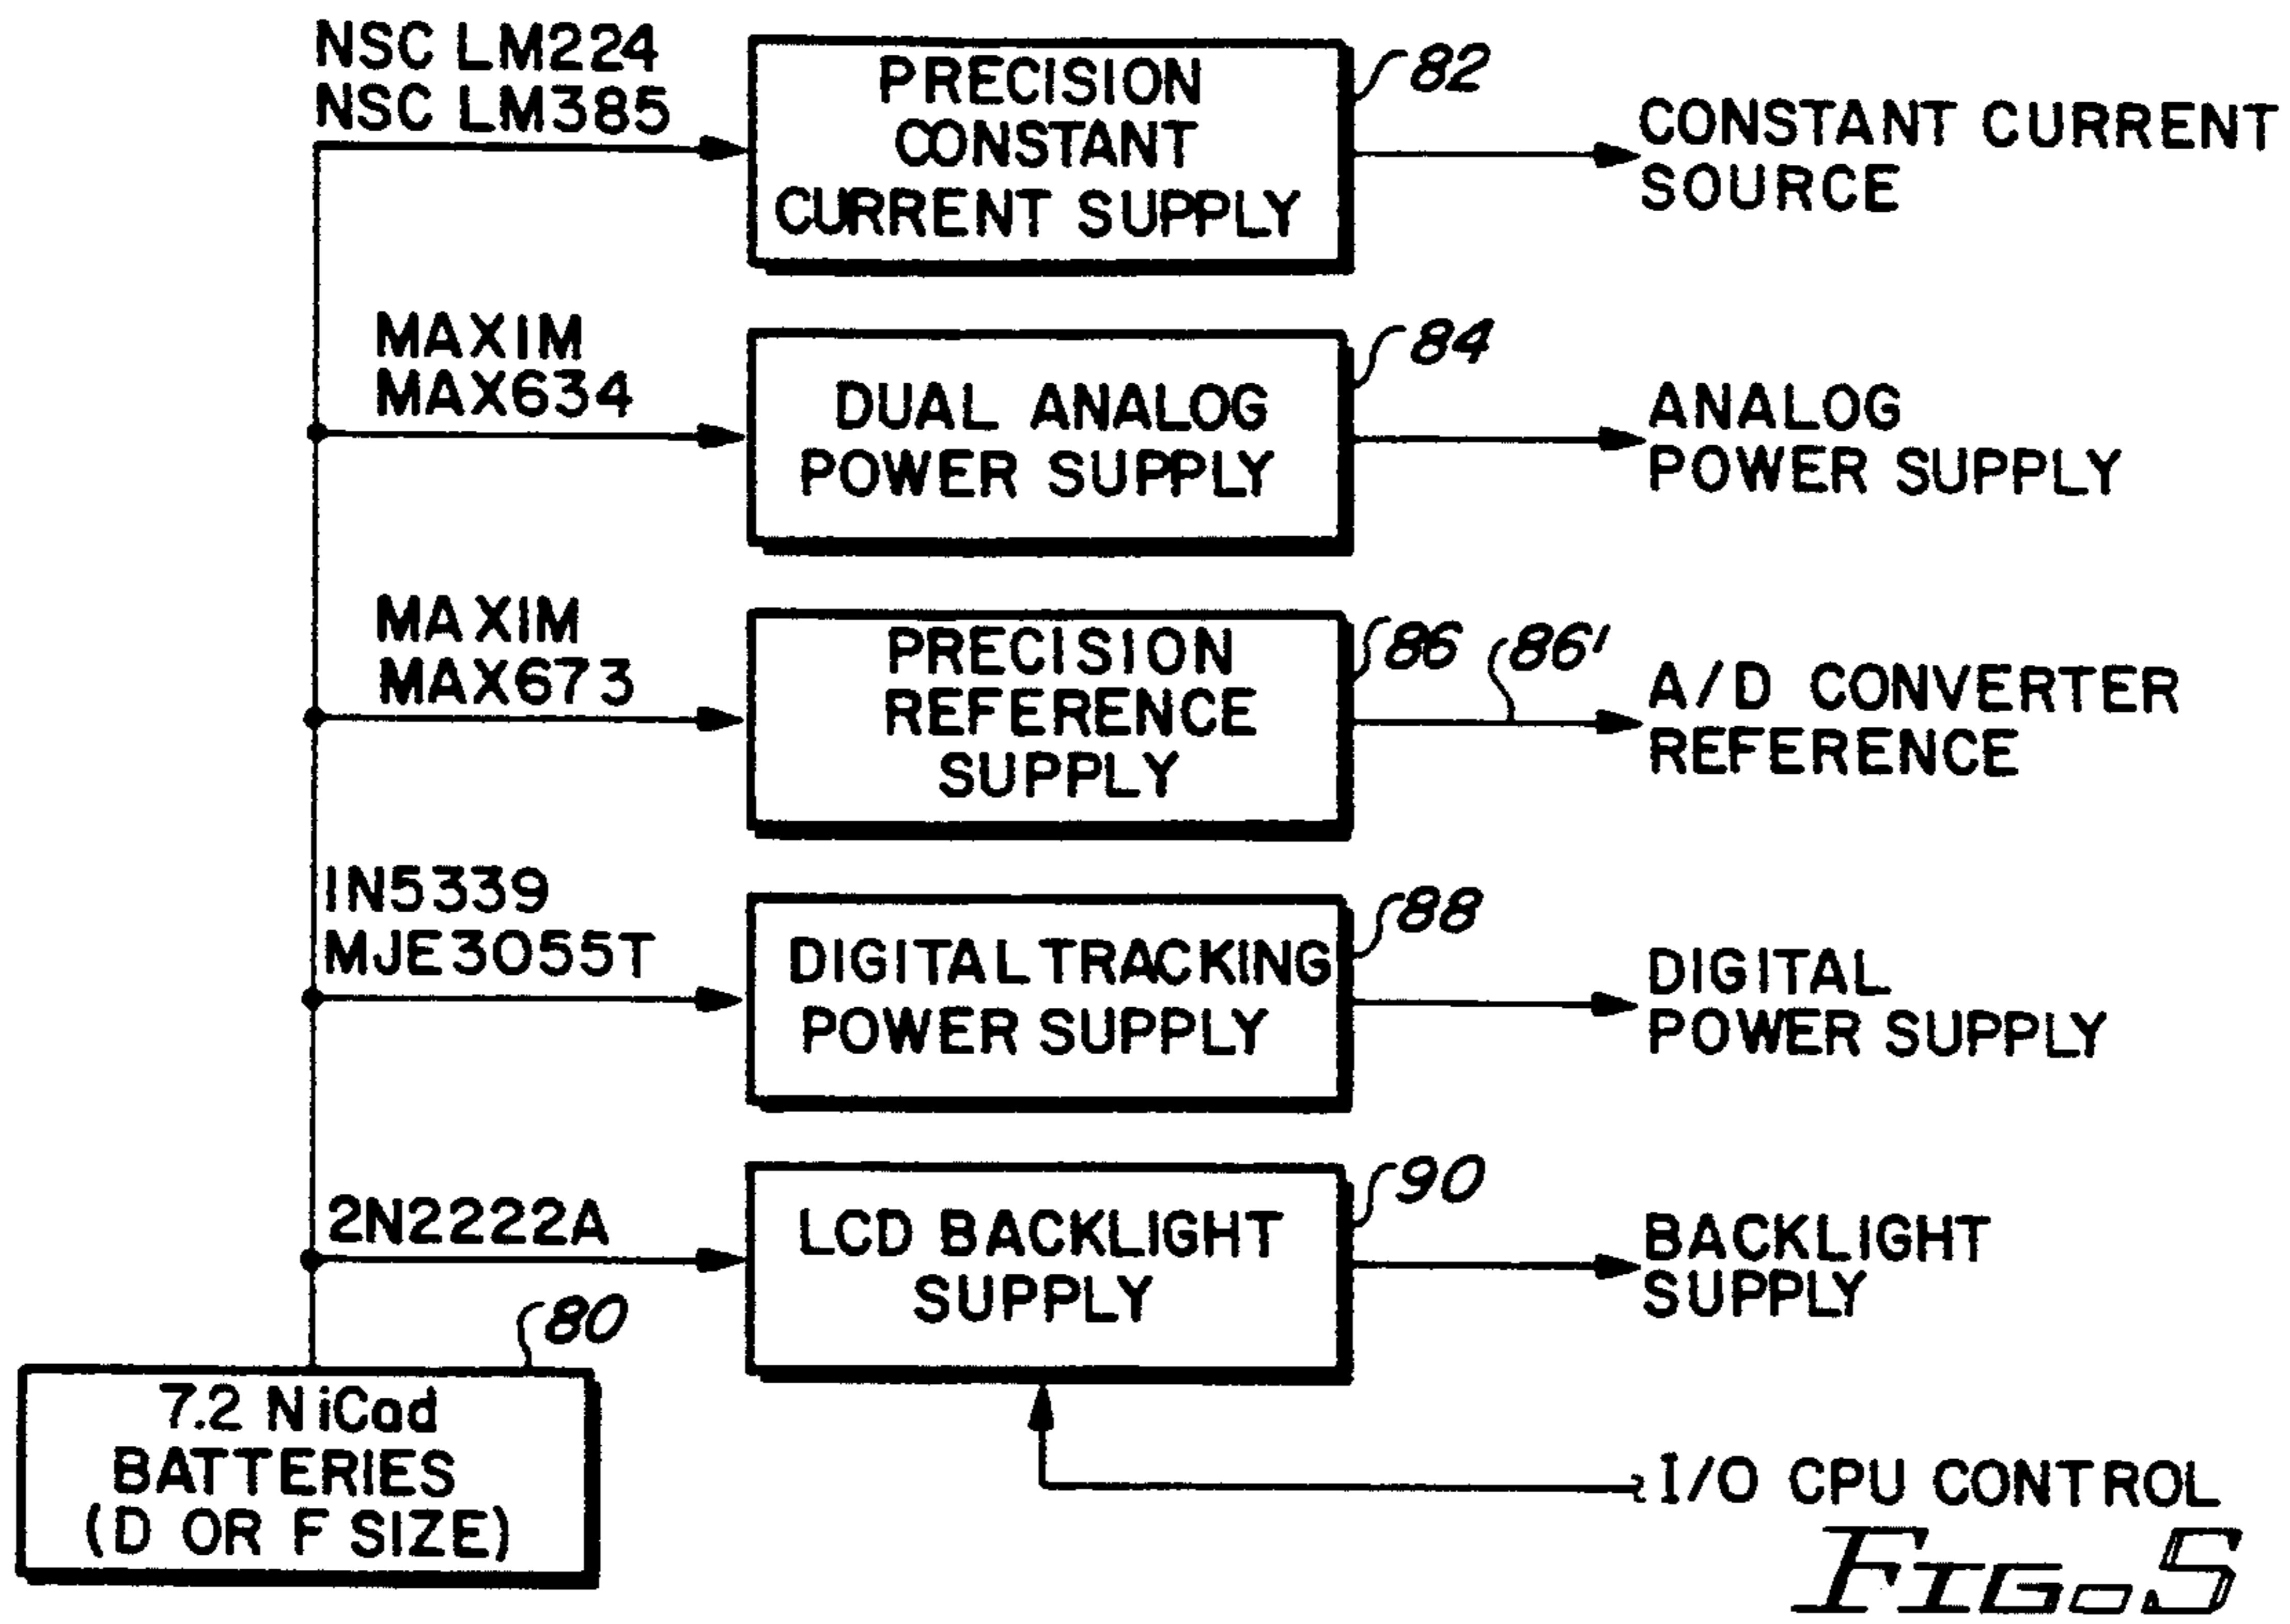 NSC LM224
NSC LM385
PRECISION
CONSTANT
CURRENT SUPPLY
82
CONSTANT CURRENT
SOURCE
MAXIM
MAX634
DUAL ANALOG
POWER SUPPLY
84
ANALOG
POWER SUPPLY
MAXIM
MAX673
PRECISION
REFERENCE
SUPPLY
86
86'
A/D CONVERTER
REFERENCE
IN5339
MJE3055T
DIGITAL TRACKING
POWER SUPPLY
88
DIGITAL
POWER SUPPLY
2N2222A
LCD BACKLIGHT
SUPPLY
90
BACKLIGHT
SUPPLY
80
7.2 NiCad
BATTERIES
(D OR F SIZE)
I/O CPU CONTROL
FIG. 5